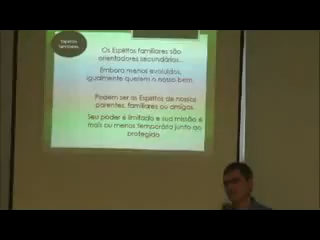 Espíritos
familiares
Os Espíritos familiares são
orientadores secundários...
Embora menos evoluídos,
igualmente querem o nosso bem.
Podem ser os Espíritos de nossos
parentes, familiares ou amigos.
Seu poder é limitado e sua missão é
mais ou menos temporária junto ao
protegido